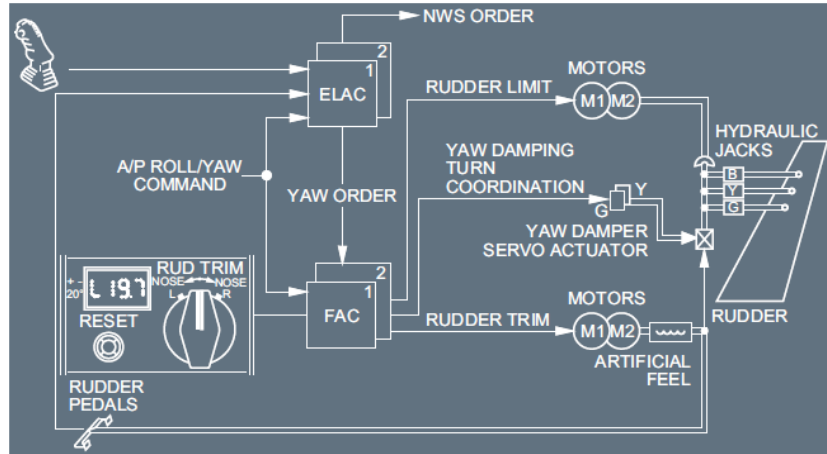 NWS ORDER
2
1
ELAC
RUDDER LIMIT
MOTORS
M1 M2
HYDRAULIC
JACKS
B
Y
G
A/P ROLL/YAW
COMMAND
YAW ORDER
YAW DAMPING
TURN
COORDINATION
Y
G
YAW DAMPER
SERVO ACTUATOR
RUDDER
2
1
FAC
RUDDER TRIM
MOTORS
M1 M2
ARTIFICIAL
FEEL
RUD TRIM
NOSE NOSE
L R
+ -
20°
L 19.7
RESET
RUDDER
PEDALS